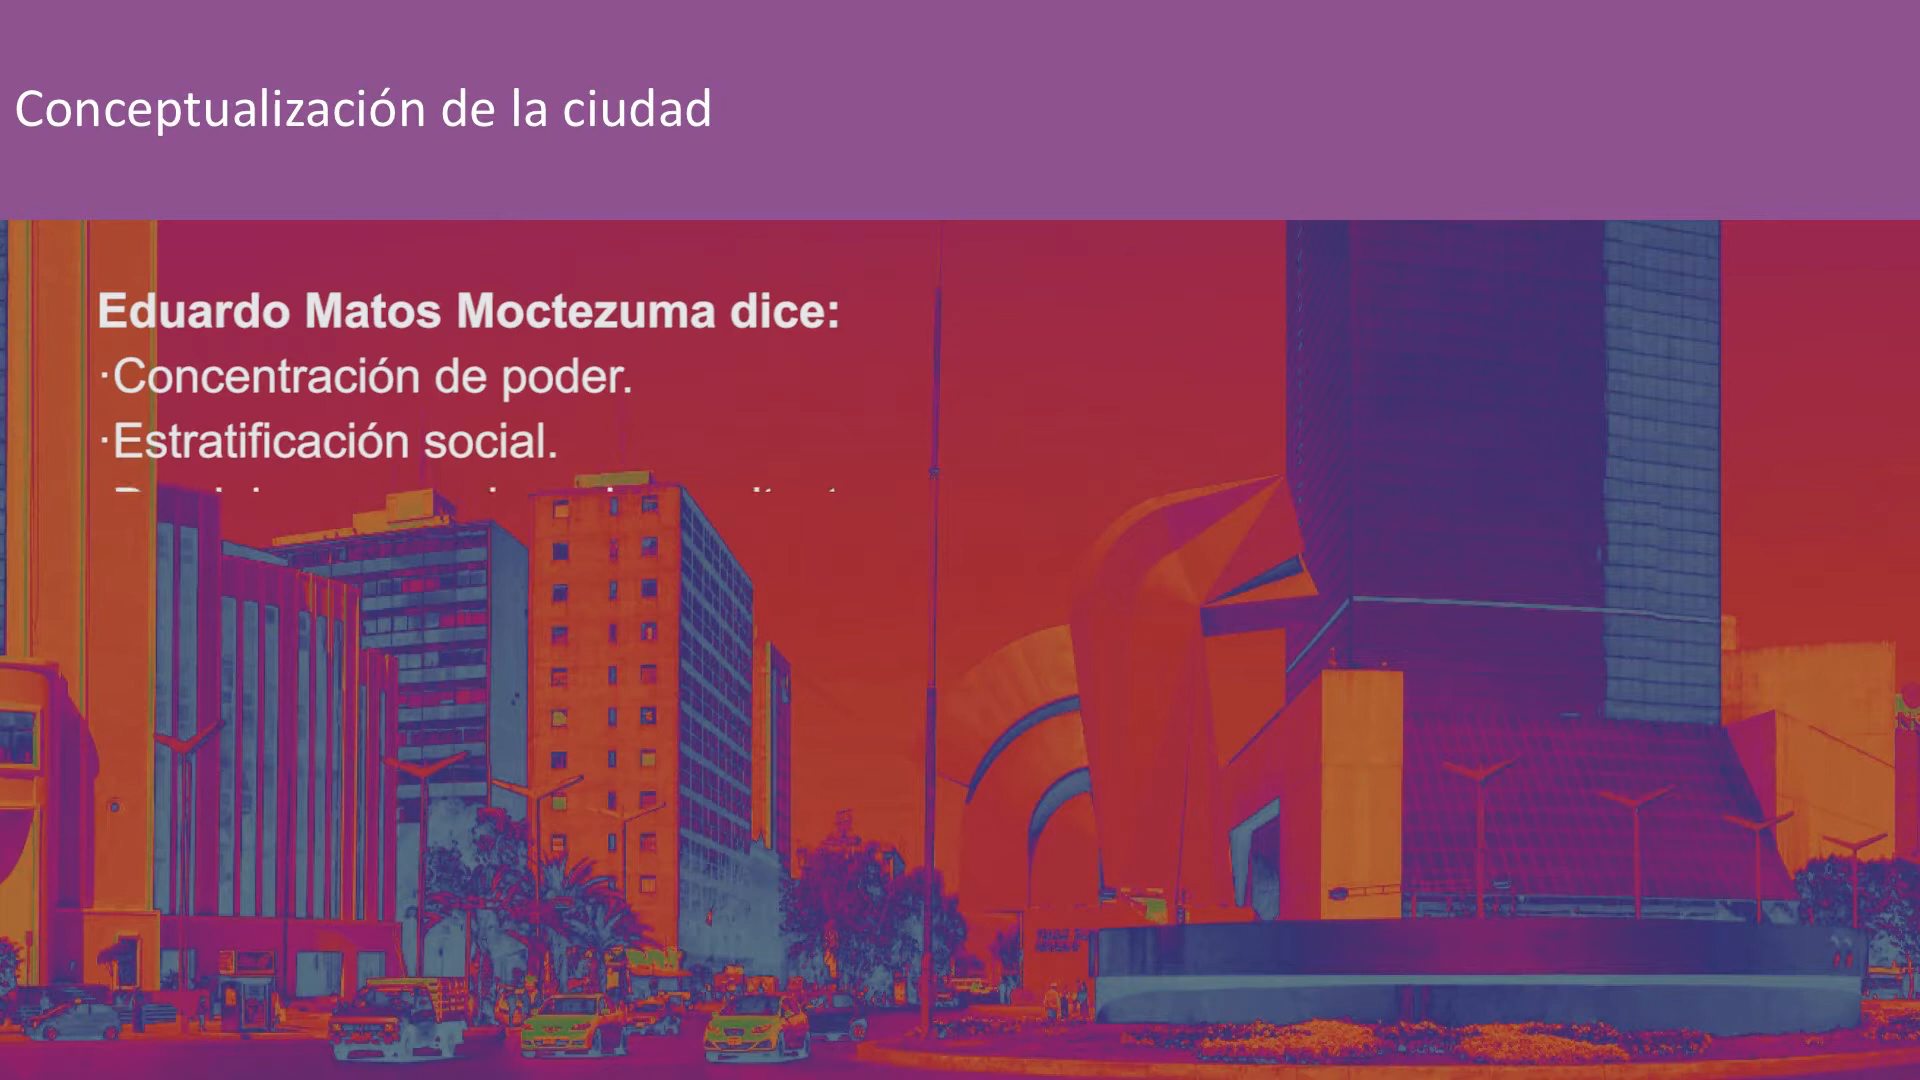 Conceptualización de la ciudad
Eduardo Matos Moctezuma dice:
·Concentración de poder.
·Estratificación social.